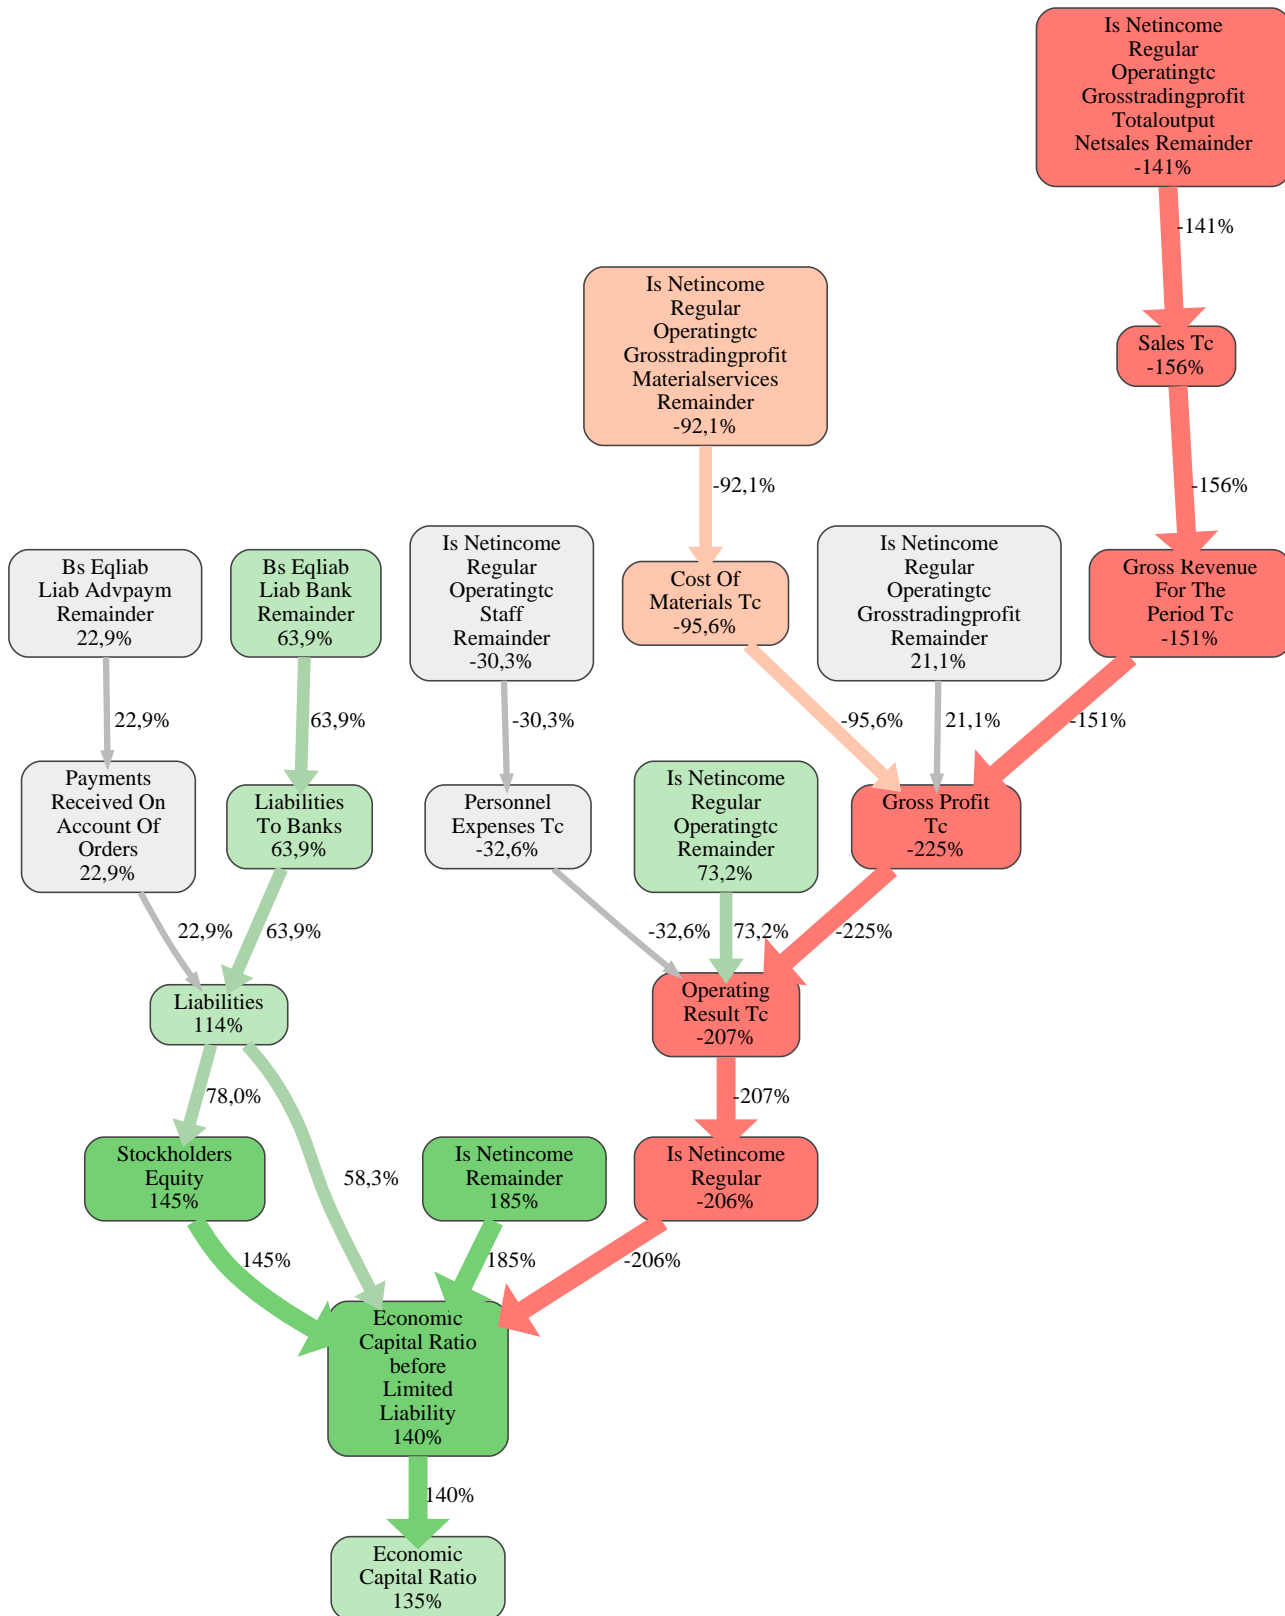 Is Netincome
Regular
Operatingtc
Grosstradingprofit
Totaloutput
Netsales Remainder
-141%
-141%
Is Netincome
Regular
Operatingtc
Grosstradingprofit
Materialservices
Remainder
-92,1%
Sales Tc
-156%
-92,1%
-156%
Bs Eqliab
Liab Advpaym
Remainder
22,9%
Bs Eqliab
Liab Bank
Remainder
63,9%
Is Netincome
Regular
Operatingtc
Staff
Remainder
-30,3%
Cost Of
Materials Tc
-95,6%
Is Netincome
Regular
Operatingtc
Grosstradingprofit
Remainder
21,1%
Gross Revenue
For The
Period Tc
-151%
22,9%
63,9%
-30,3%
-95,6%
21,1%
-151%
Payments
Received On
Account Of
Orders
22,9%
Liabilities
To Banks
63,9%
Personnel
Expenses Tc
-32,6%
Is Netincome
Regular
Operatingtc
Remainder
73,2%
Gross Profit
Tc
-225%
22,9%
63,9%
-32,6%
73,2%
-225%
Liabilities
114%
Operating
Result Tc
-207%
78,0%
-207%
Stockholders
Equity
145%
58,3%
Is Netincome
Remainder
185%
Is Netincome
Regular
-206%
145%
185%
-206%
Economic
Capital Ratio
before
Limited
Liability
140%
140%
Economic
Capital Ratio
135%